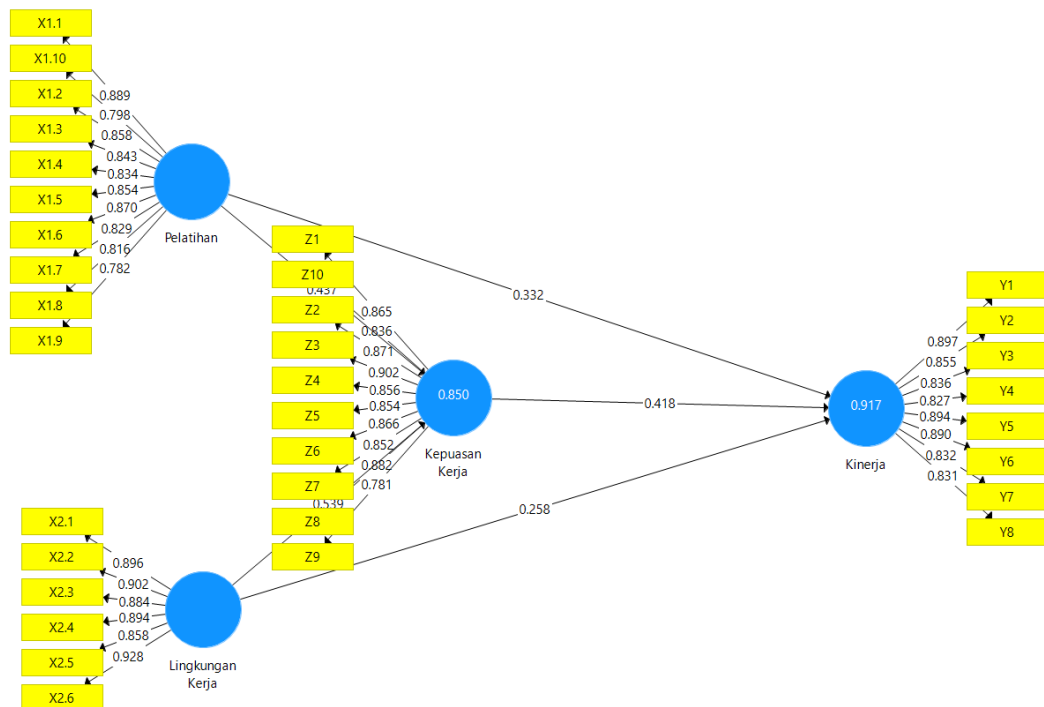 X1.1
X1.10
X1.2
X1.3
X1.4
X1.5
X1.6
X1.7
X1.8
X1.9
0.889
0.798
0.858
0.843
0.834
0.854
0.870
0.829
0.816
0.782
Pelatihan
Z1
Z10
Z2
Z3
Z4
Z5
Z6
Z7
Z8
Z9
0.437
0.865
0.836
0.871
0.902
0.856
0.854
0.866
0.852
0.882
0.781
0.539
0.850
Kepuasan
Kerja
0.332
0.418
0.258
0.917
Kinerja
0.897
0.855
0.836
0.827
0.894
0.890
0.832
0.831
Y1
Y2
Y3
Y4
Y5
Y6
Y7
Y8
X2.1
X2.2
X2.3
X2.4
X2.5
X2.6
0.896
0.902
0.884
0.894
0.858
0.928
Lingkungan
Kerja